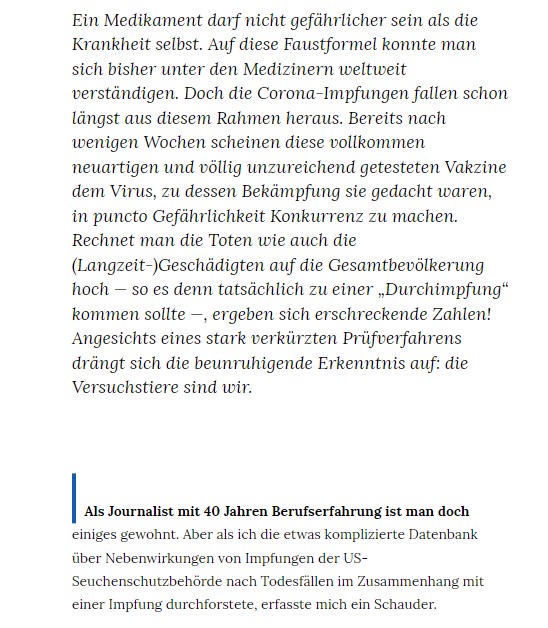 Ein Medikament darf nicht gefährlicher sein als die
Krankheit selbst. Auf diese Faustformel konnte man
sich bisher unter den Medizinern weltweit
verständigen. Doch die Corona-Impfungen fallen schon
längst aus diesem Rahmen heraus. Bereits nach
wenigen Wochen scheinen diese vollkommen
neuartigen und völlig unzureichend getesteten Vakzine
dem Virus, zu dessen Bekämpfung sie gedacht waren,
in puncto Gefährlichkeit Konkurrenz zu machen.
Rechnet man die Toten wie auch die
(Langzeit-)Geschädigten auf die Gesamtbevölkerung
hoch — so es denn tatsächlich zu einer „Durchimpfung“
kommen sollte —, ergeben sich erschreckende Zahlen!
Angesichts eines stark verkürzten Prüfverfahrens
drängt sich die beunruhigende Erkenntnis auf: die
Versuchstiere sind wir.
Als Journalist mit 40 Jahren Berufserfahrung ist man doch
einiges gewohnt. Aber als ich die etwas komplizierte Datenbank
über Nebenwirkungen von Impfungen der US-
Seuchenschutzbehörde nach Todesfällen im Zusammenhang mit
einer Impfung durchforstete, erfasste mich ein Schauder.